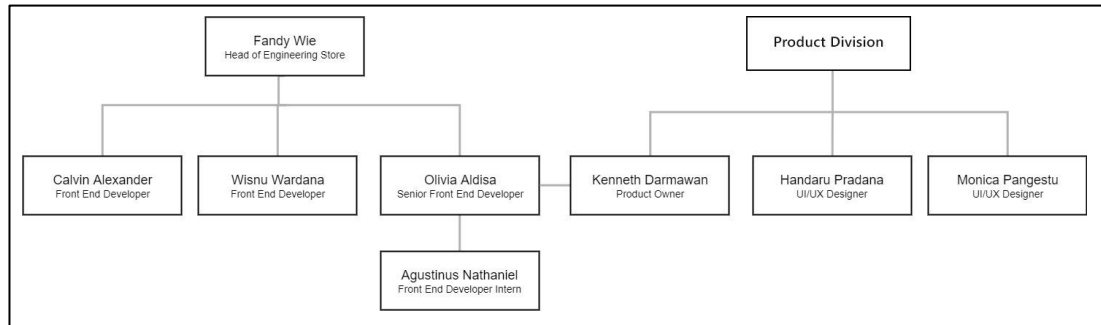 Fandy Wie
Head of Engineering Store
Product Division
Calvin Alexander
Front End Developer
Wisnu Wardana
Front End Developer
Olivia Aldisa
Senior Front End Developer
Kenneth Darmawan
Product Owner
Handaru Pradana
UI/UX Designer
Monica Pangestu
UI/UX Designer
Agustinus Nathaniel
Front End Developer Intern